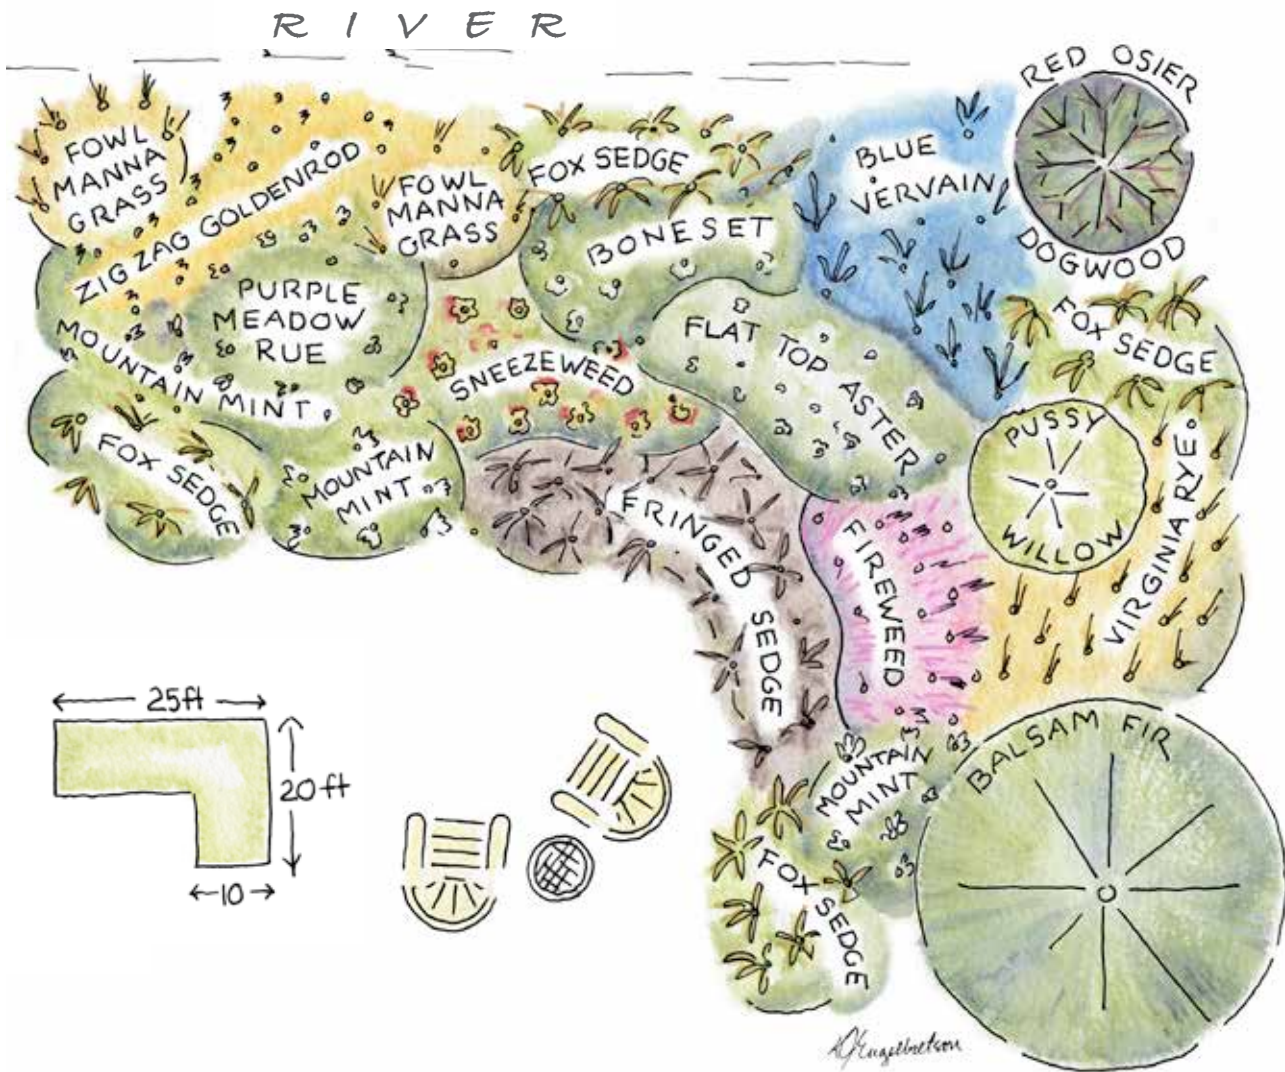 RIVER
RED OSIER
DOGWOOD
FOWL
MANNA
GRASS
ZIG ZAG GOLDENROD
FOWL
MANNA
GRASS
FOX SEDGE
BLUE
VERVAIN
BONESET
PURPLE
MEADOW
RUE
MOUNTAIN MINT
SNEEZEWEED
FLAT TOP ASTER
FOX SEDGE
FOX SEDGE
MOUNTAIN
MINT
FRINGED SEDGE
FIREWEED
PUSSY
WILLOW
VIRGINIA RYE
25ft
20ft
10
BALSAM FIR
MOUNTAIN
MINT
FOX SEDGE
Engelbretson